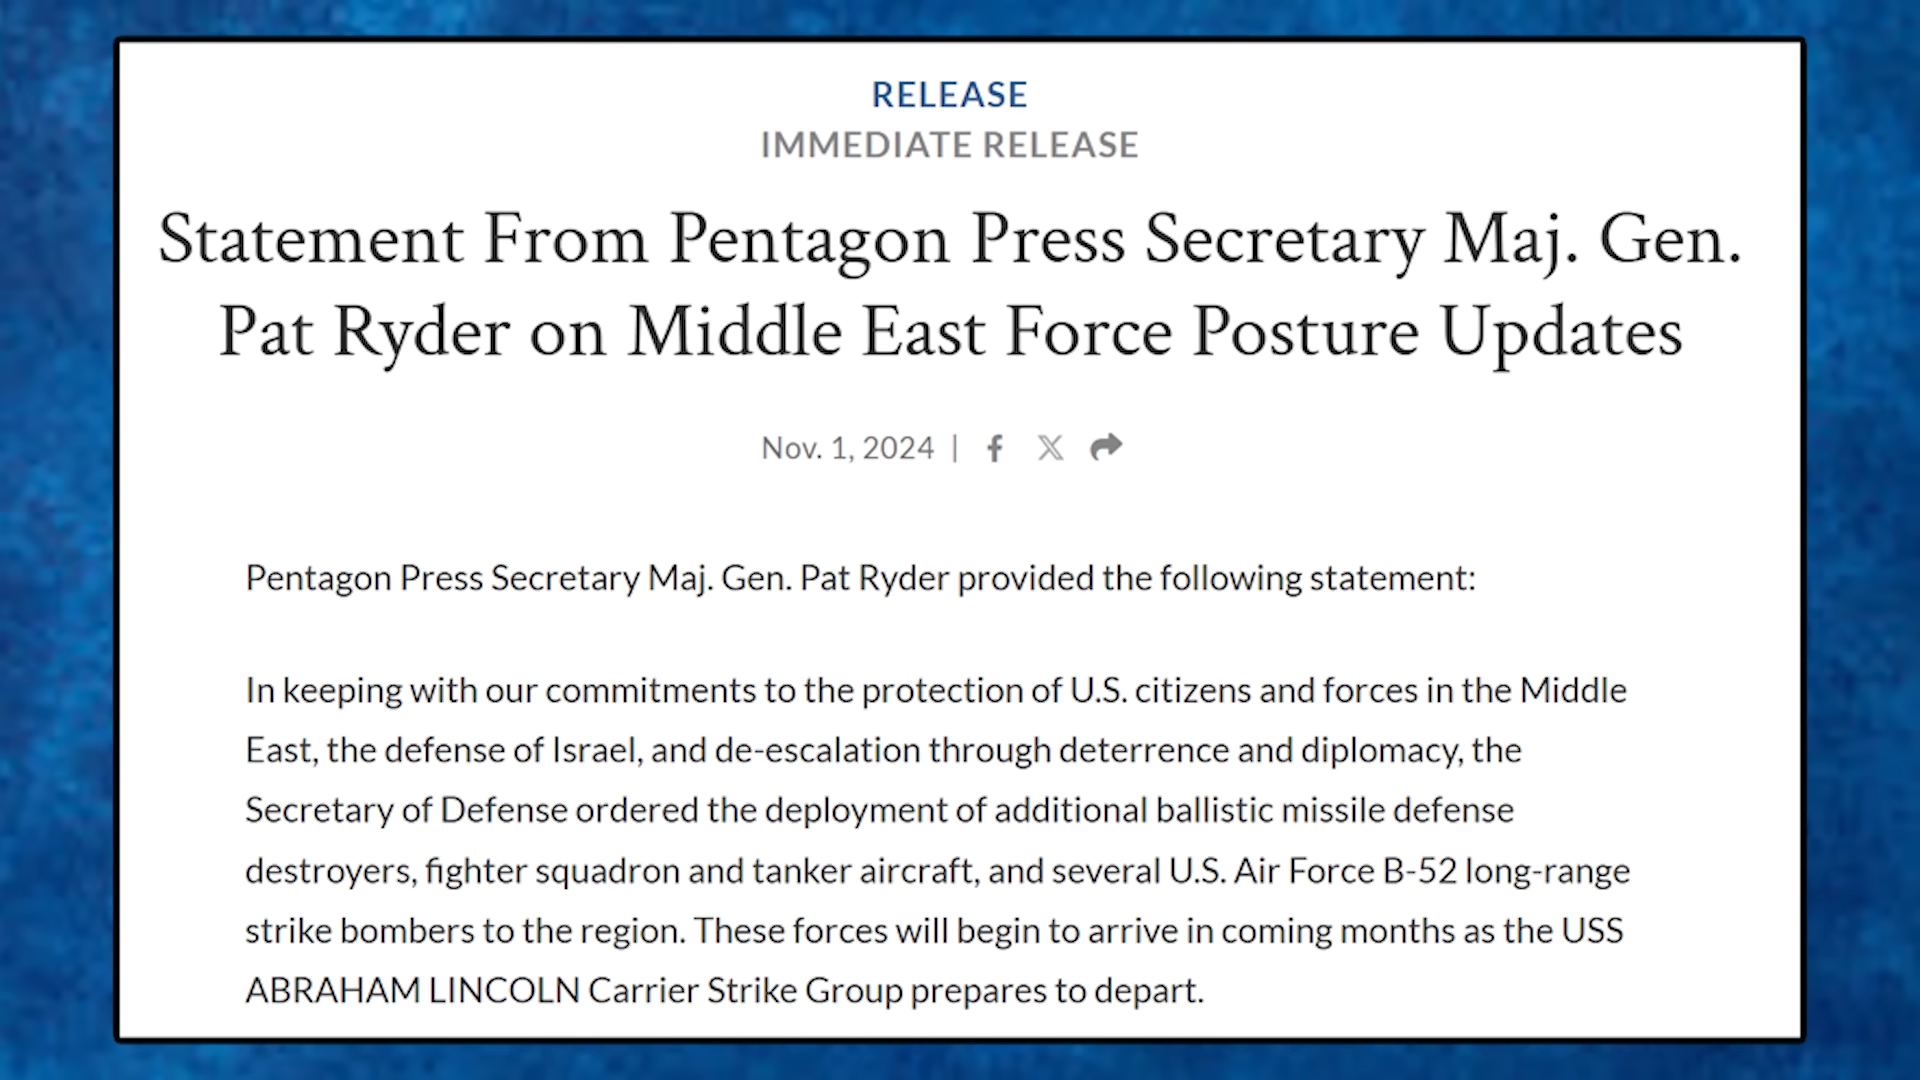 RELEASE
IMMEDIATE RELEASE
Statement From Pentagon Press Secretary Maj. Gen.
Pat Ryder on Middle East Force Posture Updates
Nov. 1, 2024 |
Pentagon Press Secretary Maj. Gen. Pat Ryder provided the following statement:
In keeping with our commitments to the protection of U.S. citizens and forces in the Middle
East, the defense of Israel, and de-escalation through deterrence and diplomacy, the
Secretary of Defense ordered the deployment of additional ballistic missile defense
destroyers, fighter squadron and tanker aircraft, and several U.S. Air Force B-52 long-range
strike bombers to the region. These forces will begin to arrive in coming months as the USS
ABRAHAM LINCOLN Carrier Strike Group prepares to depart.